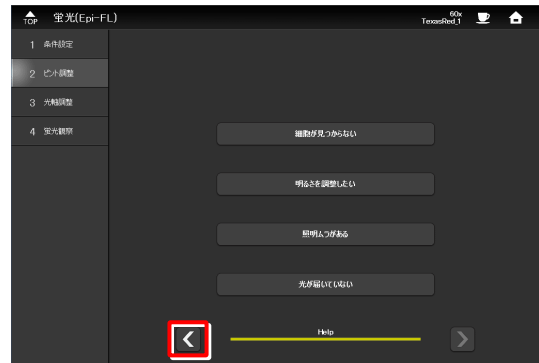 TOP 蛍光(Epi-FL)
60x
TexasRed_1
1 条件設定
2 ピント調整
3 光軸調整
4 蛍光観察
細胞が見つからない
明るさを調整したい
照明ムラがある
光が届いていない
Help